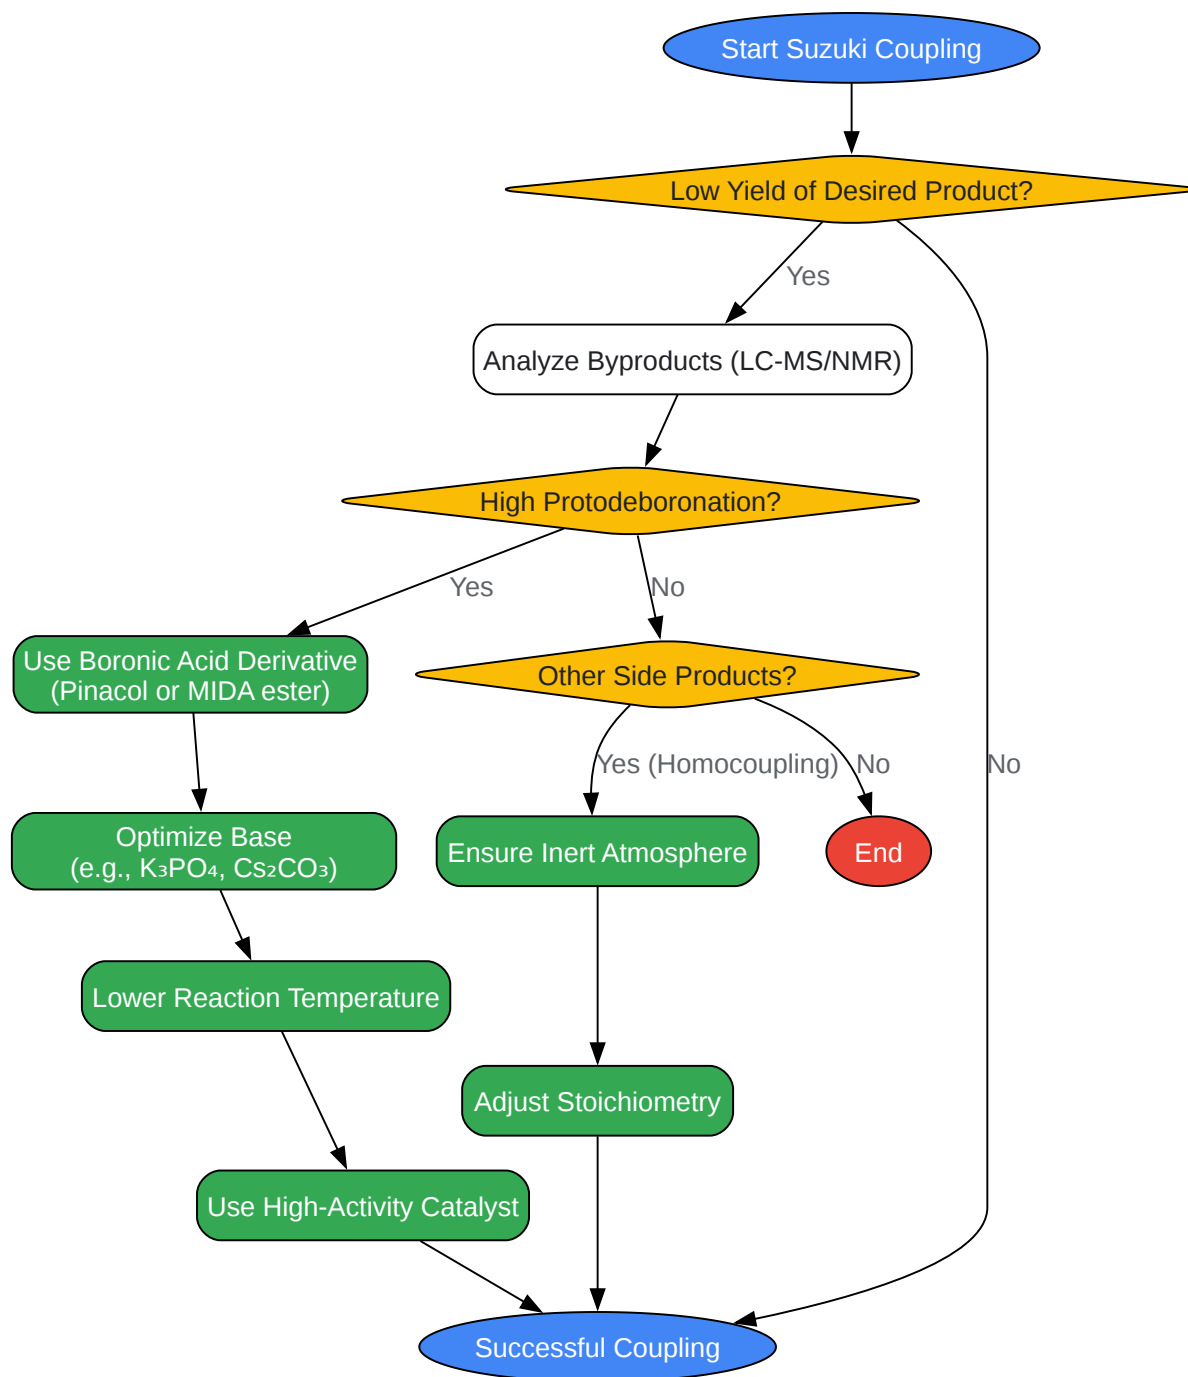 Start Suzuki Coupling
Low Yield of Desired Product?
Yes
Analyze Byproducts (LC-MS/NMR)
High Protodeboronation?
Yes
No
Use Boronic Acid Derivative
(Pinacol or MIDA ester)
Other Side Products?
Yes (Homocoupling)
No
No
Optimize Base
(e.g., K₃PO₄, Cs₂CO₃)
Ensure Inert Atmosphere
End
Lower Reaction Temperature
Adjust Stoichiometry
Use High-Activity Catalyst
Successful Coupling